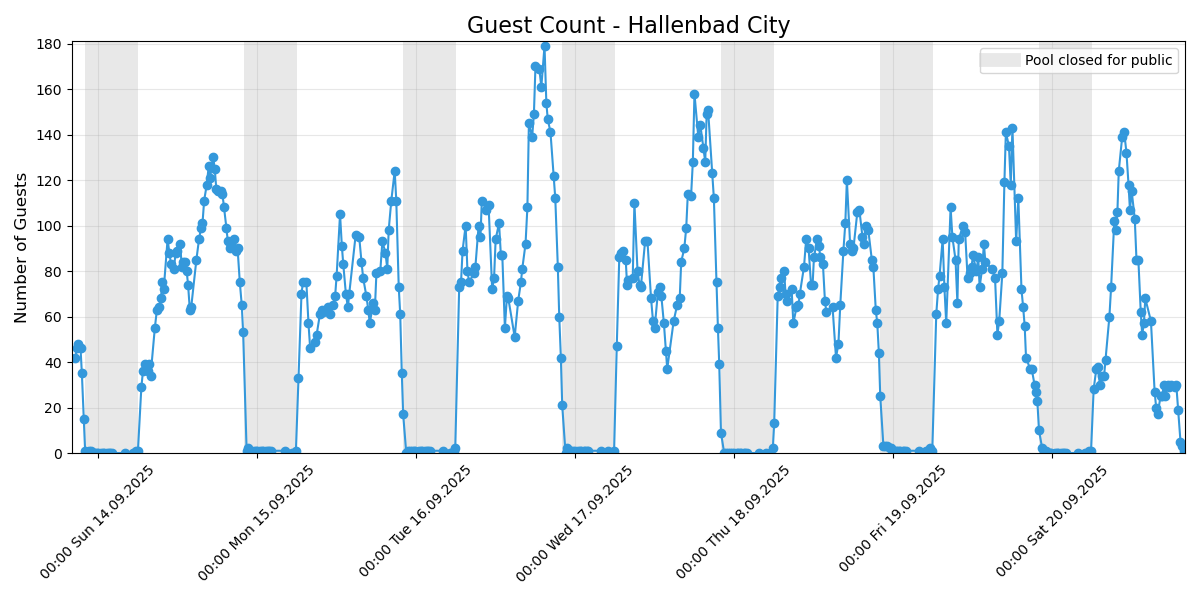 Guest Count - Hallenbad City
Pool closed for public
Number of Guests
180
160
140
120
100
80
60
40
20
0
00:00 Sun 14.09.2025
00:00 Mon 15.09.2025
00:00 Tue 16.09.2025
00:00 Wed 17.09.2025
00:00 Thu 18.09.2025
00:00 Fri 19.09.2025
00:00 Sat 20.09.2025